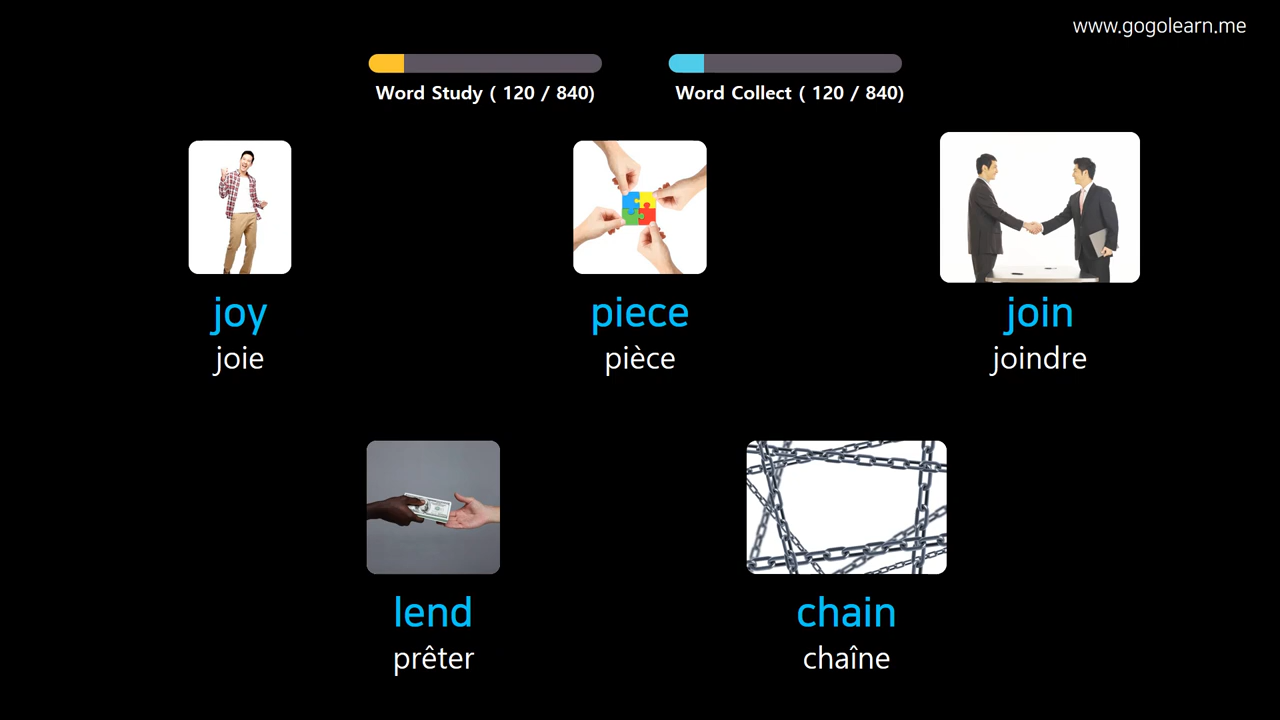 www.gogolearn.me
Word Study ( 120 / 840)
Word Collect ( 120 / 840)
joy
joie
piece
pièce
join
joindre
lend
prêter
chain
chaîne